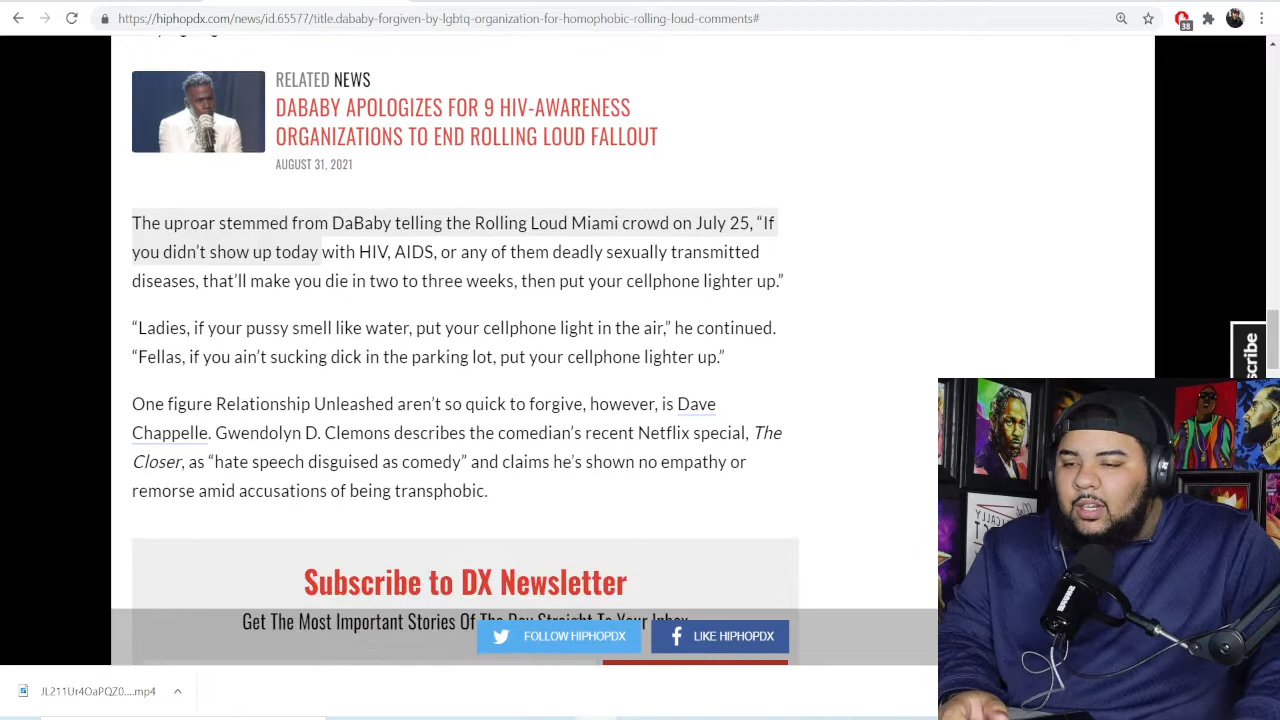 https://hiphopdx.com/news/id.65577/title.dababy-forgiven-by-lgbtq-organization-for-homophobic-rolling-loud-comments#
38
RELATED NEWS
DABABY APOLOGIZES FOR 9 HIV-AWARENESS
ORGANIZATIONS TO END ROLLING LOUD FALLOUT
AUGUST 31, 2021
The uproar stemmed from DaBaby telling the Rolling Loud Miami crowd on July 25, “If
you didn’t show up today with HIV, AIDS, or any of them deadly sexually transmitted
diseases, that’ll make you die in two to three weeks, then put your cellphone lighter up.”
“Ladies, if your pussy smell like water, put your cellphone light in the air,” he continued.
“Fellas, if you ain’t sucking dick in the parking lot, put your cellphone lighter up.”
One figure Relationship Unleashed aren’t so quick to forgive, however, is Dave
Chappelle. Gwendolyn D. Clemons describes the comedian’s recent Netflix special, The
Closer, as “hate speech disguised as comedy” and claims he’s shown no empathy or
remorse amid accusations of being transphobic.
scribe
Subscribe to DX Newsletter
Get The Most Important Stories Of The Day Straight To Your Inbox
FOLLOW HIPHOPDX
LIKE HIPHOPDX
JL211Ur4OaPQZ0....mp4